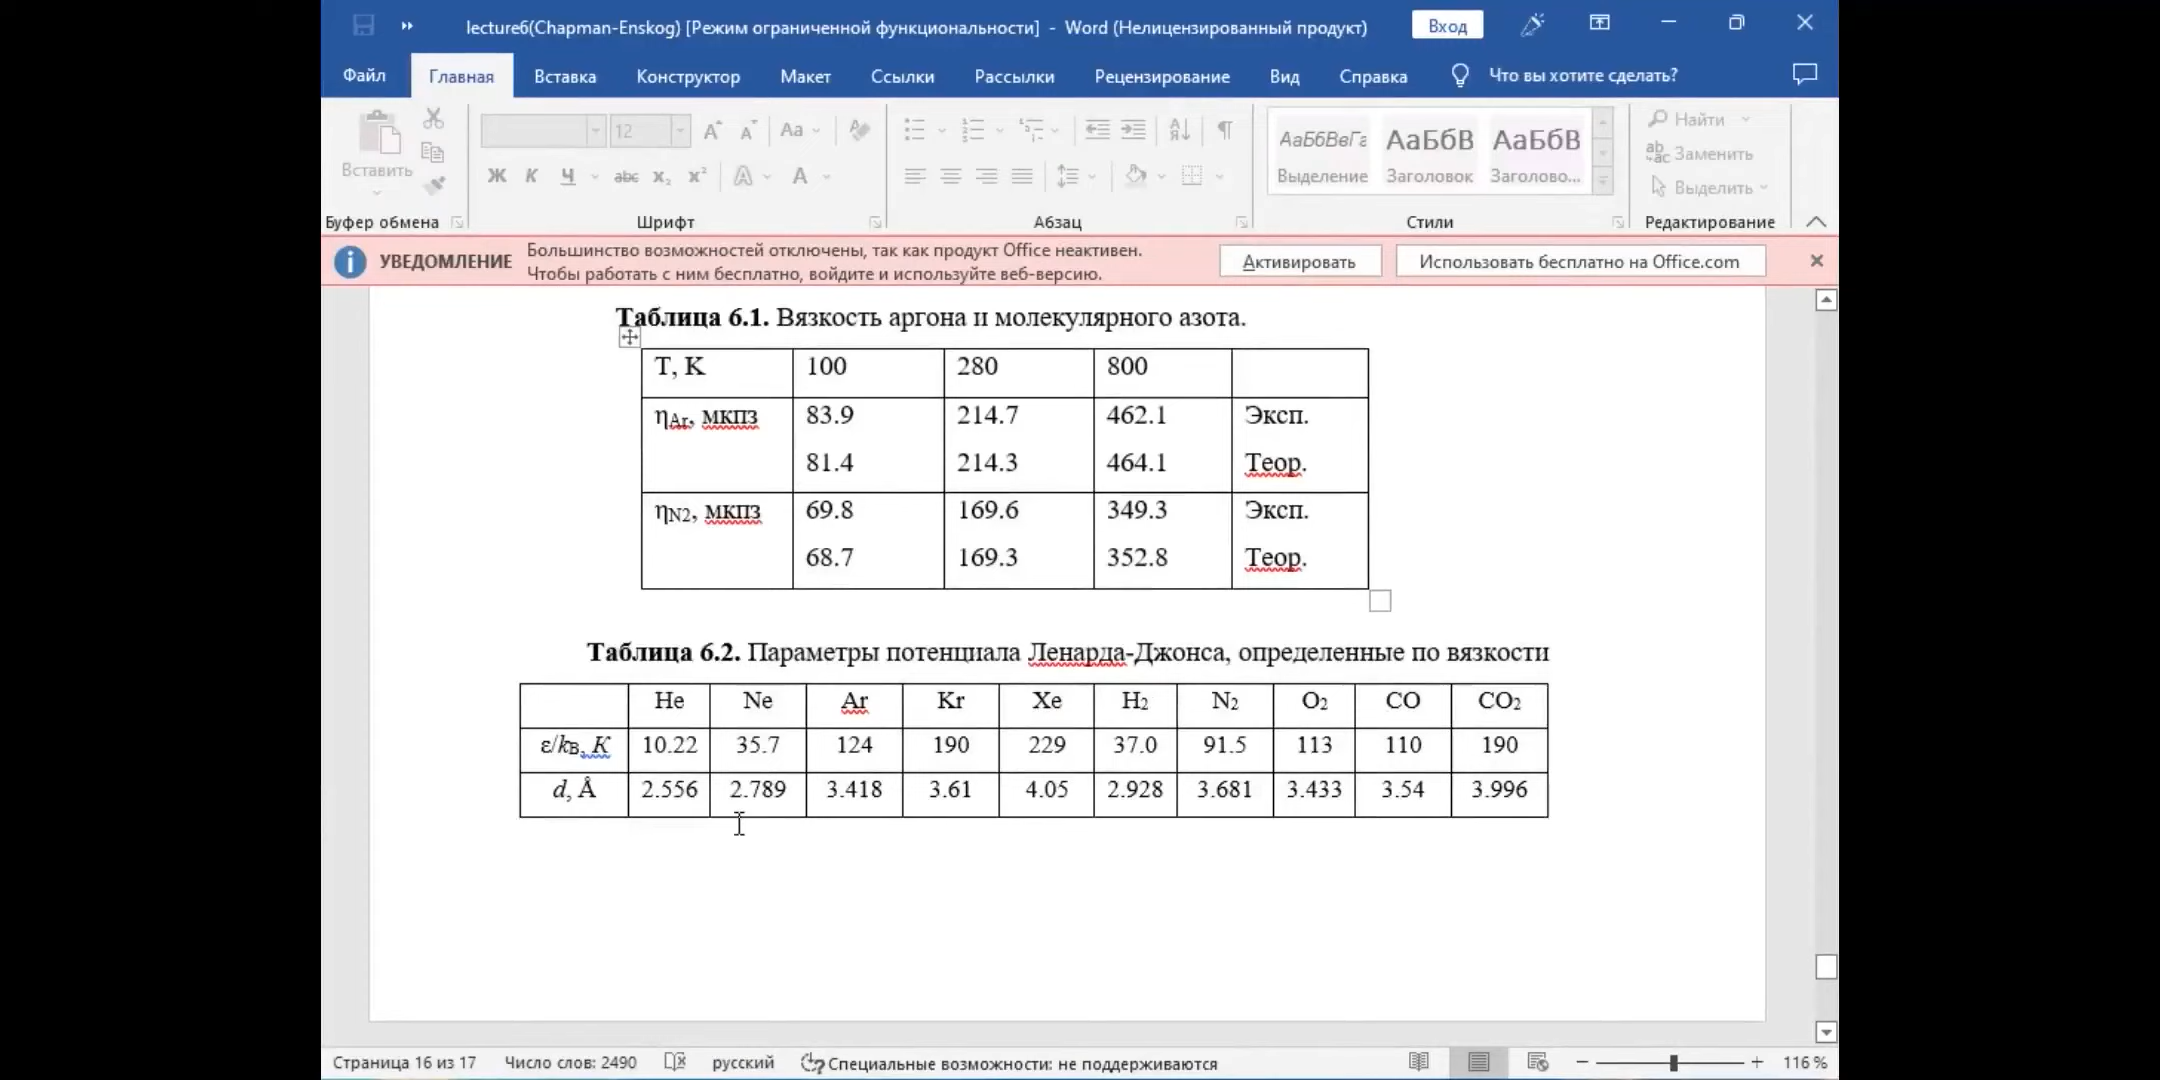 lecture6(Chapman-Enskog) [Режим ограниченной функциональности] - Word (Нелицензированный продукт)
Вход
Файл Главная Вставка Конструктор Макет Ссылки Рассылки Рецензирование Вид Справка Что вы хотите сделать?
Вставить
Буфер обмена
12
Аа
Ж К Ч abc x₂ x² A A
Шрифт
Абзац
АаБбВвГг АаБбВ АаБбВ
Выделение Заголовок Заголово...
Стили
Найти
Заменить
Выделить
Редактирование
УВЕДОМЛЕНИЕ
Большинство возможностей отключены, так как продукт Office неактивен.
Чтобы работать с ним бесплатно, войдите и используйте веб-версию.
Активировать
Использовать бесплатно на Office.com
Таблица 6.1. Вязкость аргона и молекулярного азота.
T, K 100 280 800
ηAr, мкпз 83.9 214.7 462.1 Эксп.
81.4 214.3 464.1 Теор.
ηN2, мкпз 69.8 169.6 349.3 Эксп.
68.7 169.3 352.8 Теор.
Таблица 6.2. Параметры потенциала Ленарда-Джонса, определенные по вязкости
He Ne Ar Kr Xe H₂ N₂ O₂ CO CO₂
ε/kB, K 10.22 35.7 124 190 229 37.0 91.5 113 110 190
d, Å 2.556 2.789 3.418 3.61 4.05 2.928 3.681 3.433 3.54 3.996
Страница 16 из 17 Число слов: 2490 русский Специальные возможности: не поддерживаются 116 %